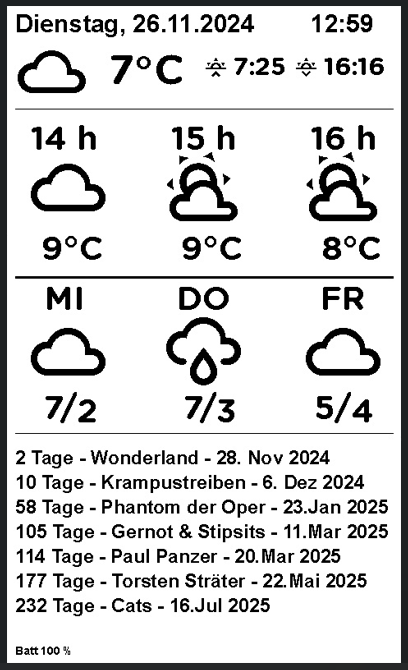 Dienstag, 26.11.2024 12:59
7°C 7:25 16:16
14 h 15 h 16 h
9°C 9°C 8°C
MI DO FR
7/2 7/3 5/4
2 Tage - Wonderland - 28. Nov 2024
10 Tage - Krampustreiben - 6. Dez 2024
58 Tage - Phantom der Oper - 23.Jan 2025
105 Tage - Gernot & Stipsits - 11.Mar 2025
114 Tage - Paul Panzer - 20.Mar 2025
177 Tage - Torsten Sträter - 22.Mai 2025
232 Tage - Cats - 16.Jul 2025
Batt 100 %